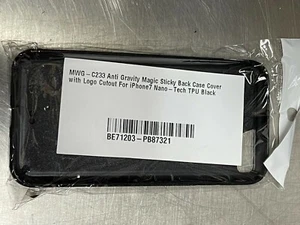 MWG-C233 Anti Gravity Magic Sticky Back Case Cover
with Logo Cutout For iPhone7 Nano-Tech TPU Black
BE71203-PB87321